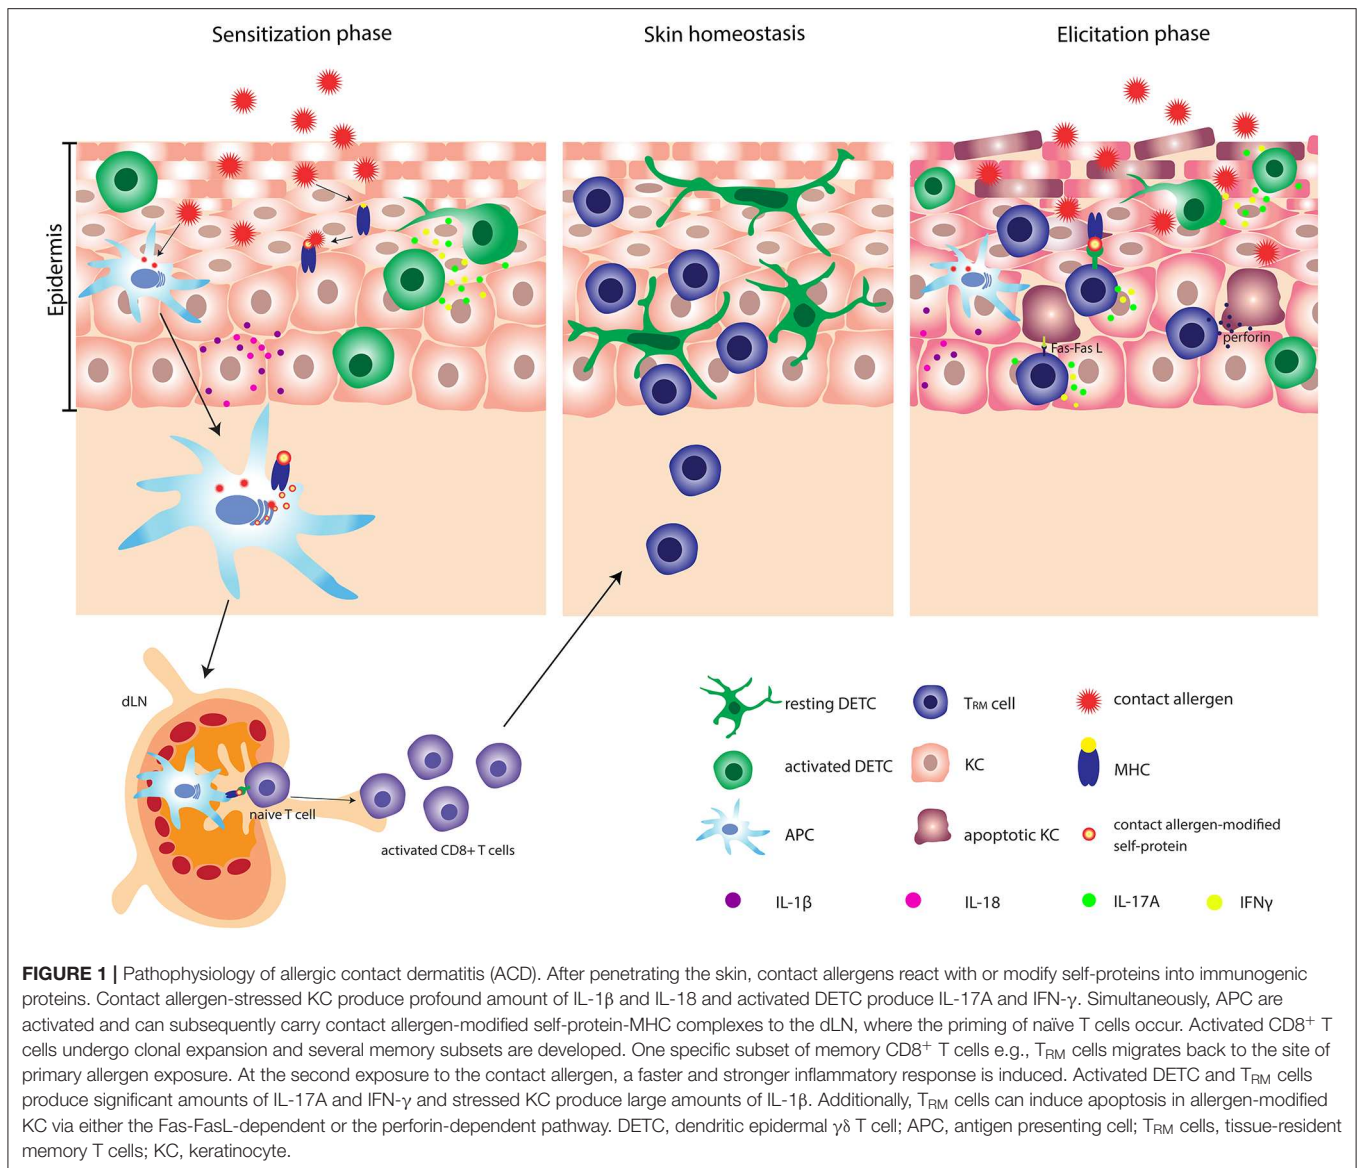 Sensitization phase
Skin homeostasis
Elicitation phase
Epidermis
Fas-Fas L
perforin
dLN
naive T cell
activated CD8+ T cells
resting DETC
TRM cell
contact allergen
activated DETC
KC
MHC
APC
apoptotic KC
contact allergen-modified
self-protein
IL-1β
IL-18
IL-17A
IFNγ
FIGURE 1 | Pathophysiology of allergic contact dermatitis (ACD). After penetrating the skin, contact allergens react with or modify self-proteins into immunogenic
proteins. Contact allergen-stressed KC produce profound amount of IL-1β and IL-18 and activated DETC produce IL-17A and IFN-γ. Simultaneously, APC are
activated and can subsequently carry contact allergen-modified self-protein-MHC complexes to the dLN, where the priming of naïve T cells occur. Activated CD8+ T
cells undergo clonal expansion and several memory subsets are developed. One specific subset of memory CD8+ T cells e.g., TRM cells migrates back to the site of
primary allergen exposure. At the second exposure to the contact allergen, a faster and stronger inflammatory response is induced. Activated DETC and TRM cells
produce significant amounts of IL-17A and IFN-γ and stressed KC produce large amounts of IL-1β. Additionally, TRM cells can induce apoptosis in allergen-modified
KC via either the Fas-FasL-dependent or the perforin-dependent pathway. DETC, dendritic epidermal γδ T cell; APC, antigen presenting cell; TRM cells, tissue-resident
memory T cells; KC, keratinocyte.